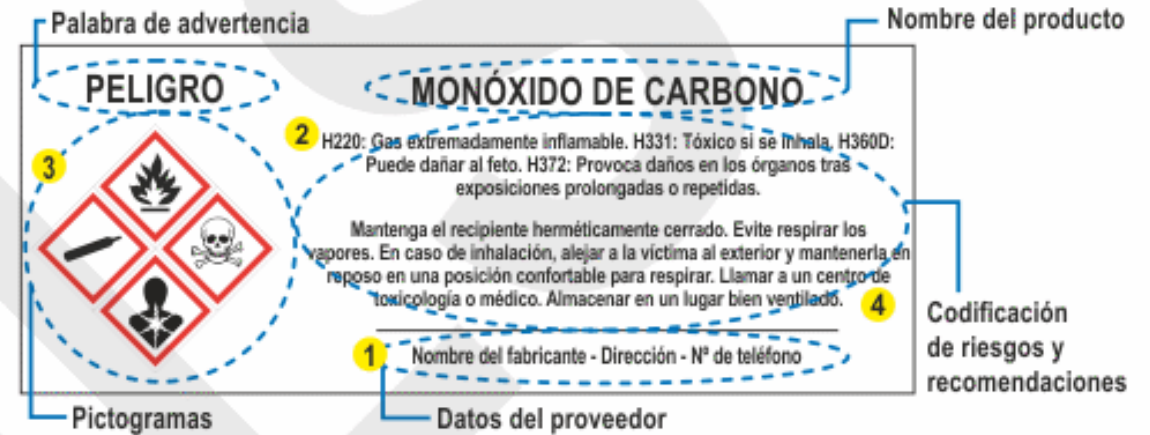 Palabra de advertencia
Nombre del producto
PELIGRO
MONÓXIDO DE CARBONO
2 H220: Gas extremadamente inflamable. H331: Tóxico si se inhala. H360D:
Puede dañar al feto. H372: Provoca daños en los órganos tras
exposiciones prolongadas o repetidas.
3
Mantenga el recipiente herméticamente cerrado. Evite respirar los
vapores. En caso de inhalación, alejar a la víctima al exterior y mantenerla en
reposo en una posición confortable para respirar. Llamar a un centro de
toxicología o médico. Almacenar en un lugar bien ventilado.
4
Codificación
de riesgos y
recomendaciones
1 Nombre del fabricante - Dirección - Nª de teléfono
Pictogramas
Datos del proveedor